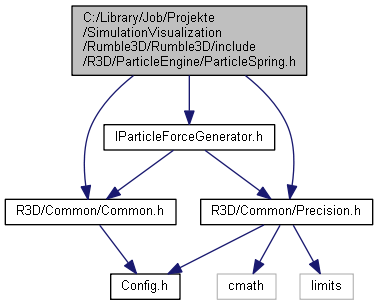 C:/Library/Job/Projekte
/SimulationVisualization
/Rumble3D/Rumble3D/include
/R3D/ParticleEngine/ParticleSpring.h
IParticleForceGenerator.h
R3D/Common/Common.h
R3D/Common/Precision.h
Config.h
cmath
limits